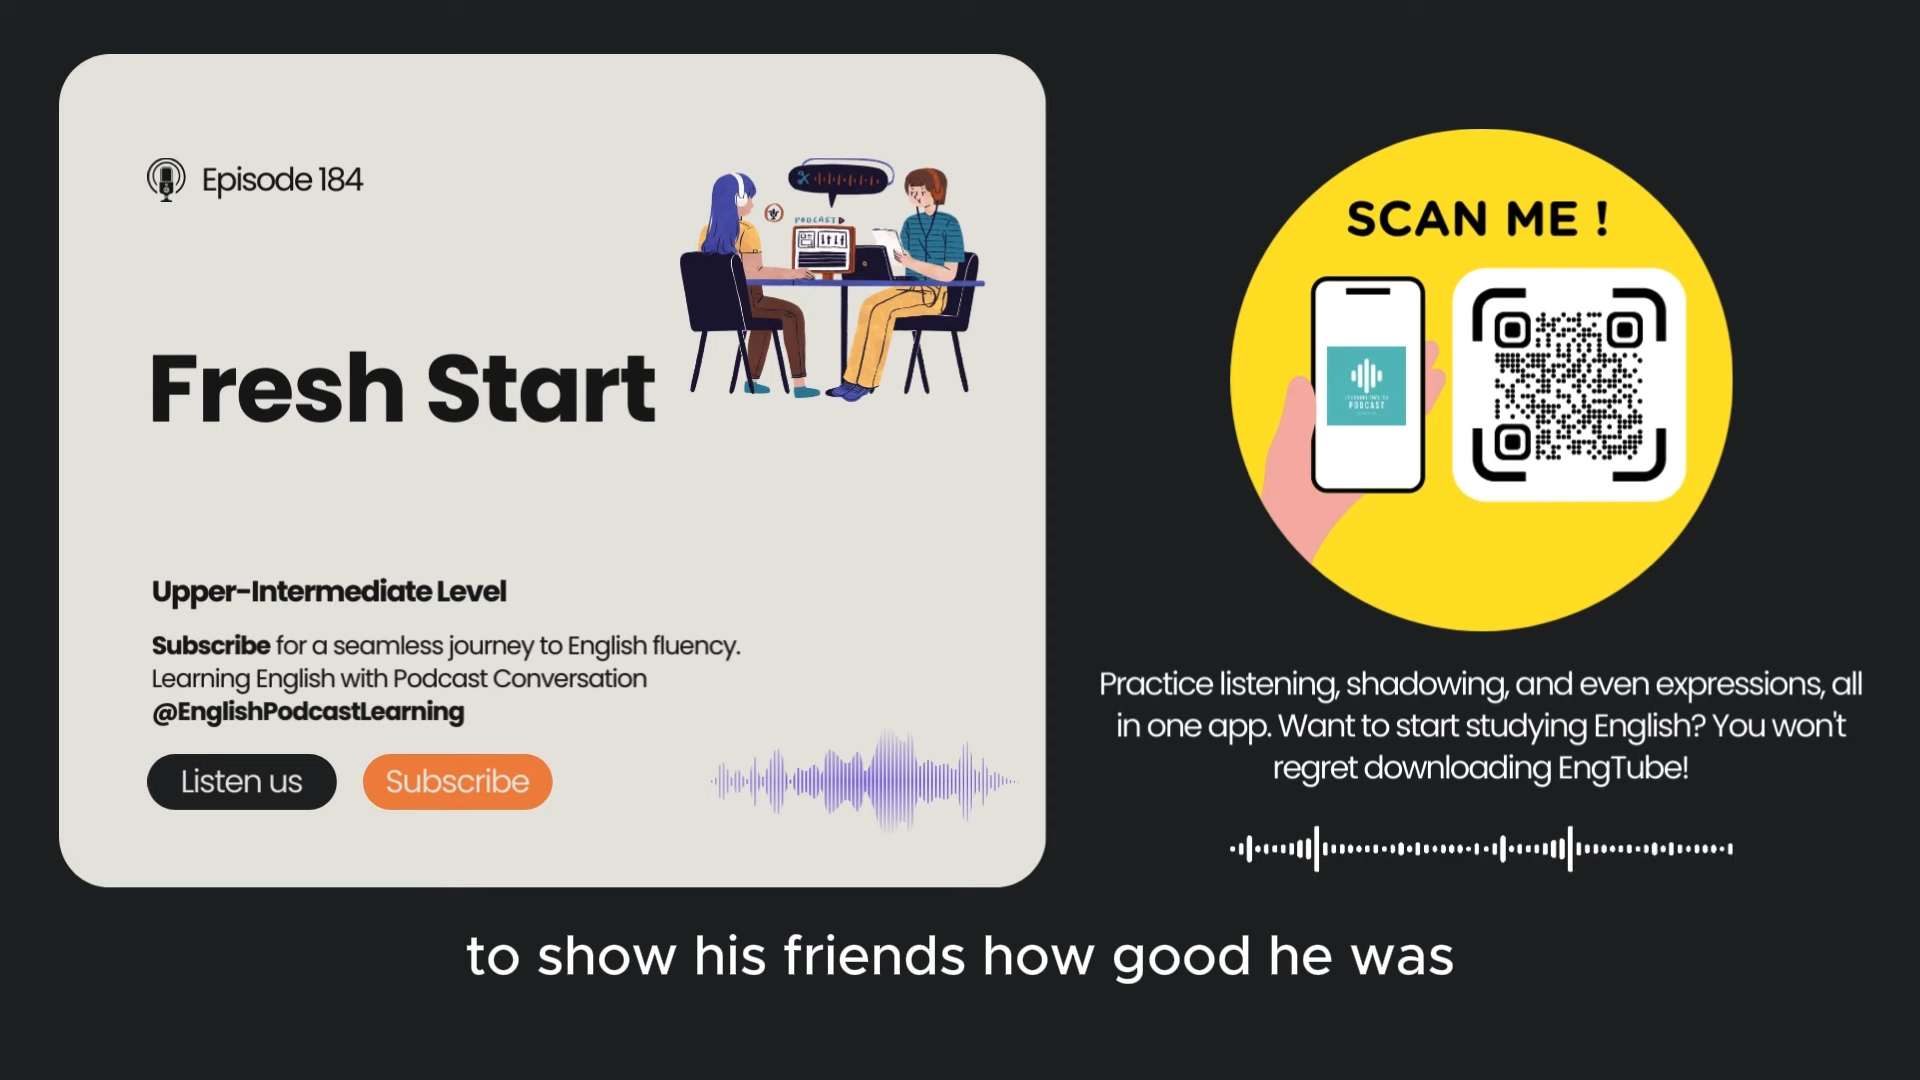 Episode 184
PODCAST
Fresh Start
Upper-Intermediate Level
Subscribe for a seamless journey to English fluency.
Learning English with Podcast Conversation
@EnglishPodcastLearning
Listen us
Subscribe
SCAN ME !
PODCAST
Practice listening, shadowing, and even expressions, all
in one app. Want to start studying English? You won't
regret downloading EngTube!
to show his friends how good he was